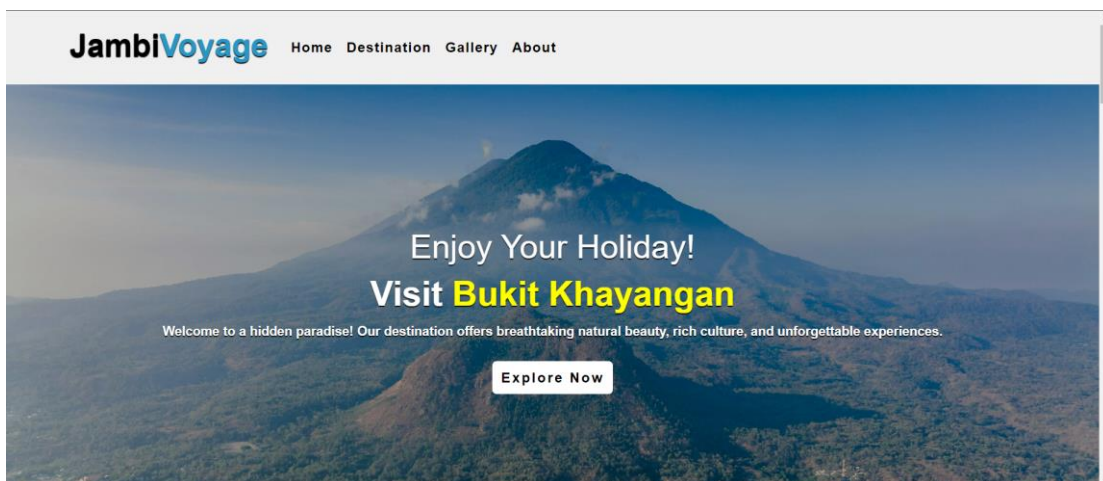 JambiVoyage Home Destination Gallery About
Enjoy Your Holiday!
Visit Bukit Khayangan
Welcome to a hidden paradise! Our destination offers breathtaking natural beauty, rich culture, and unforgettable experiences.
Explore Now